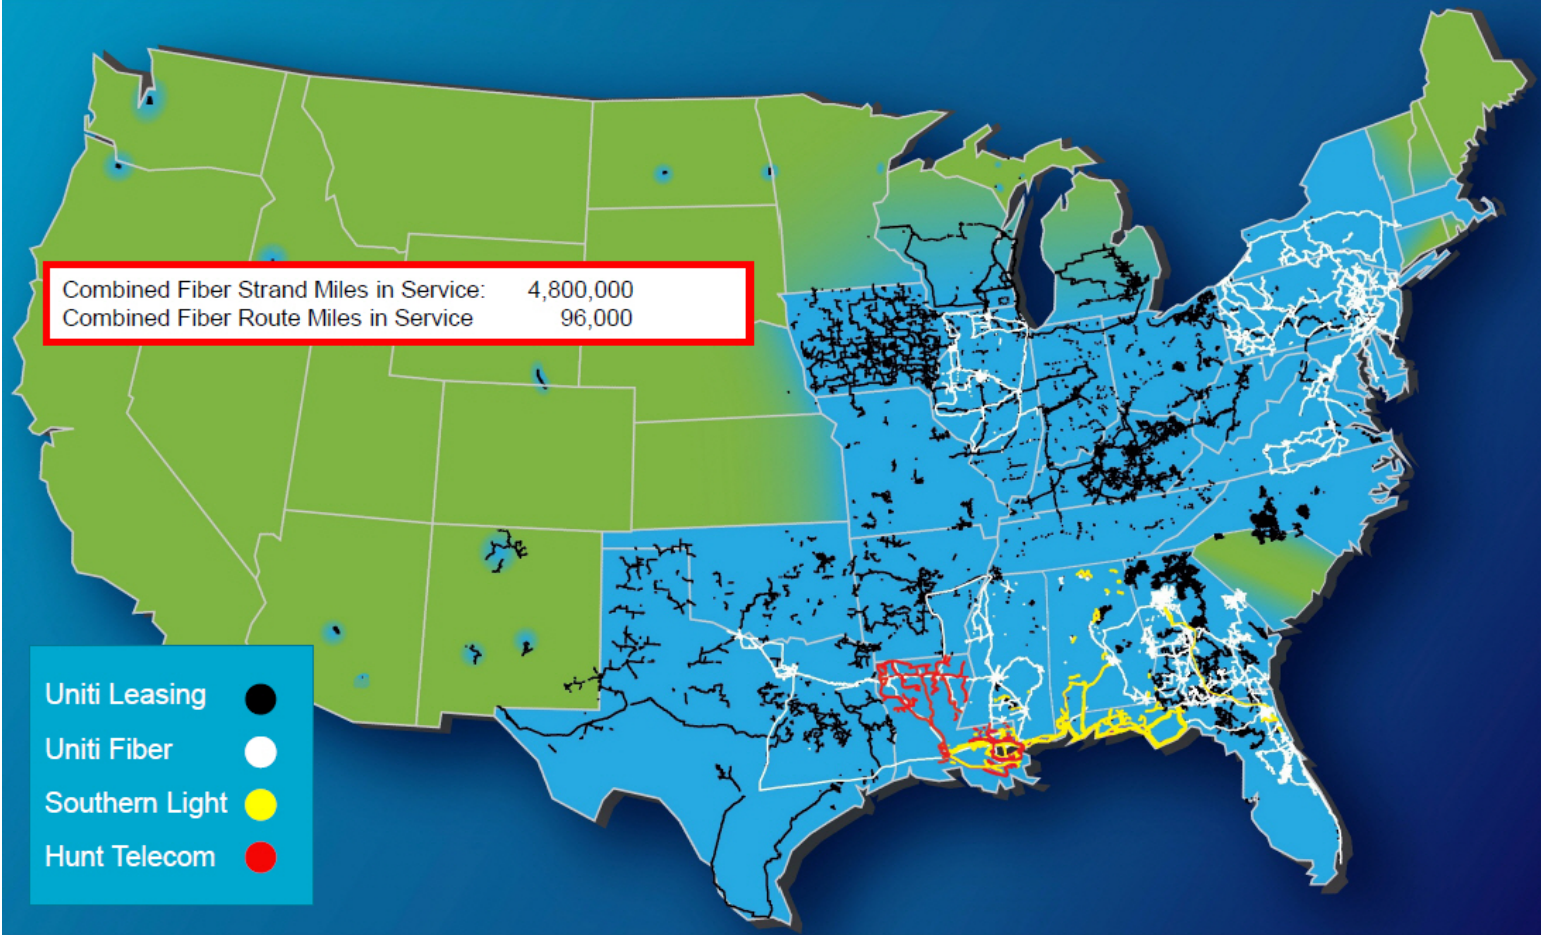 Combined Fiber Strand Miles in Service: 4,800,000
Combined Fiber Route Miles in Service 96,000
Uniti Leasing
Uniti Fiber
Southern Light
Hunt Telecom